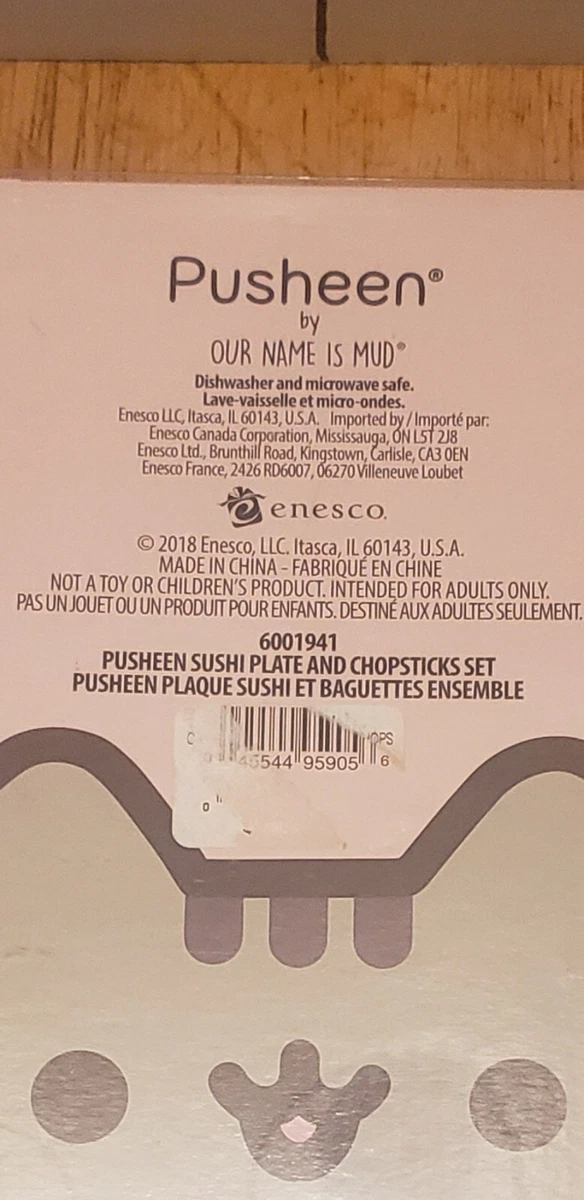 Pusheen®
by
OUR NAME IS MUD®
Dishwasher and microwave safe.
Lave-vaisselle et micro-ondes.
Enesco LLC, Itasca, IL 60143, U.S.A. Imported by / Importé par:
Enesco Canada Corporation, Mississauga, ON L5T 2J8
Enesco Ltd., Brunthill Road, Kingstown, Carlisle, CA3 0EN
Enesco France, 2426 RD6007, 06270 Villeneuve Loubet
enesco.
© 2018 Enesco, LLC. Itasca, IL 60143, U.S.A.
MADE IN CHINA - FABRIQUÉ EN CHINE
NOT A TOY OR CHILDREN'S PRODUCT. INTENDED FOR ADULTS ONLY.
PAS UN JOUET OU UN PRODUIT POUR ENFANTS. DESTINÉ AUX ADULTES SEULEMENT.
6001941
PUSHEEN SUSHI PLATE AND CHOPSTICKS SET
PUSHEEN PLAQUE SUSHI ET BAGUETTES ENSEMBLE
C OPS
45544 95905 6
0